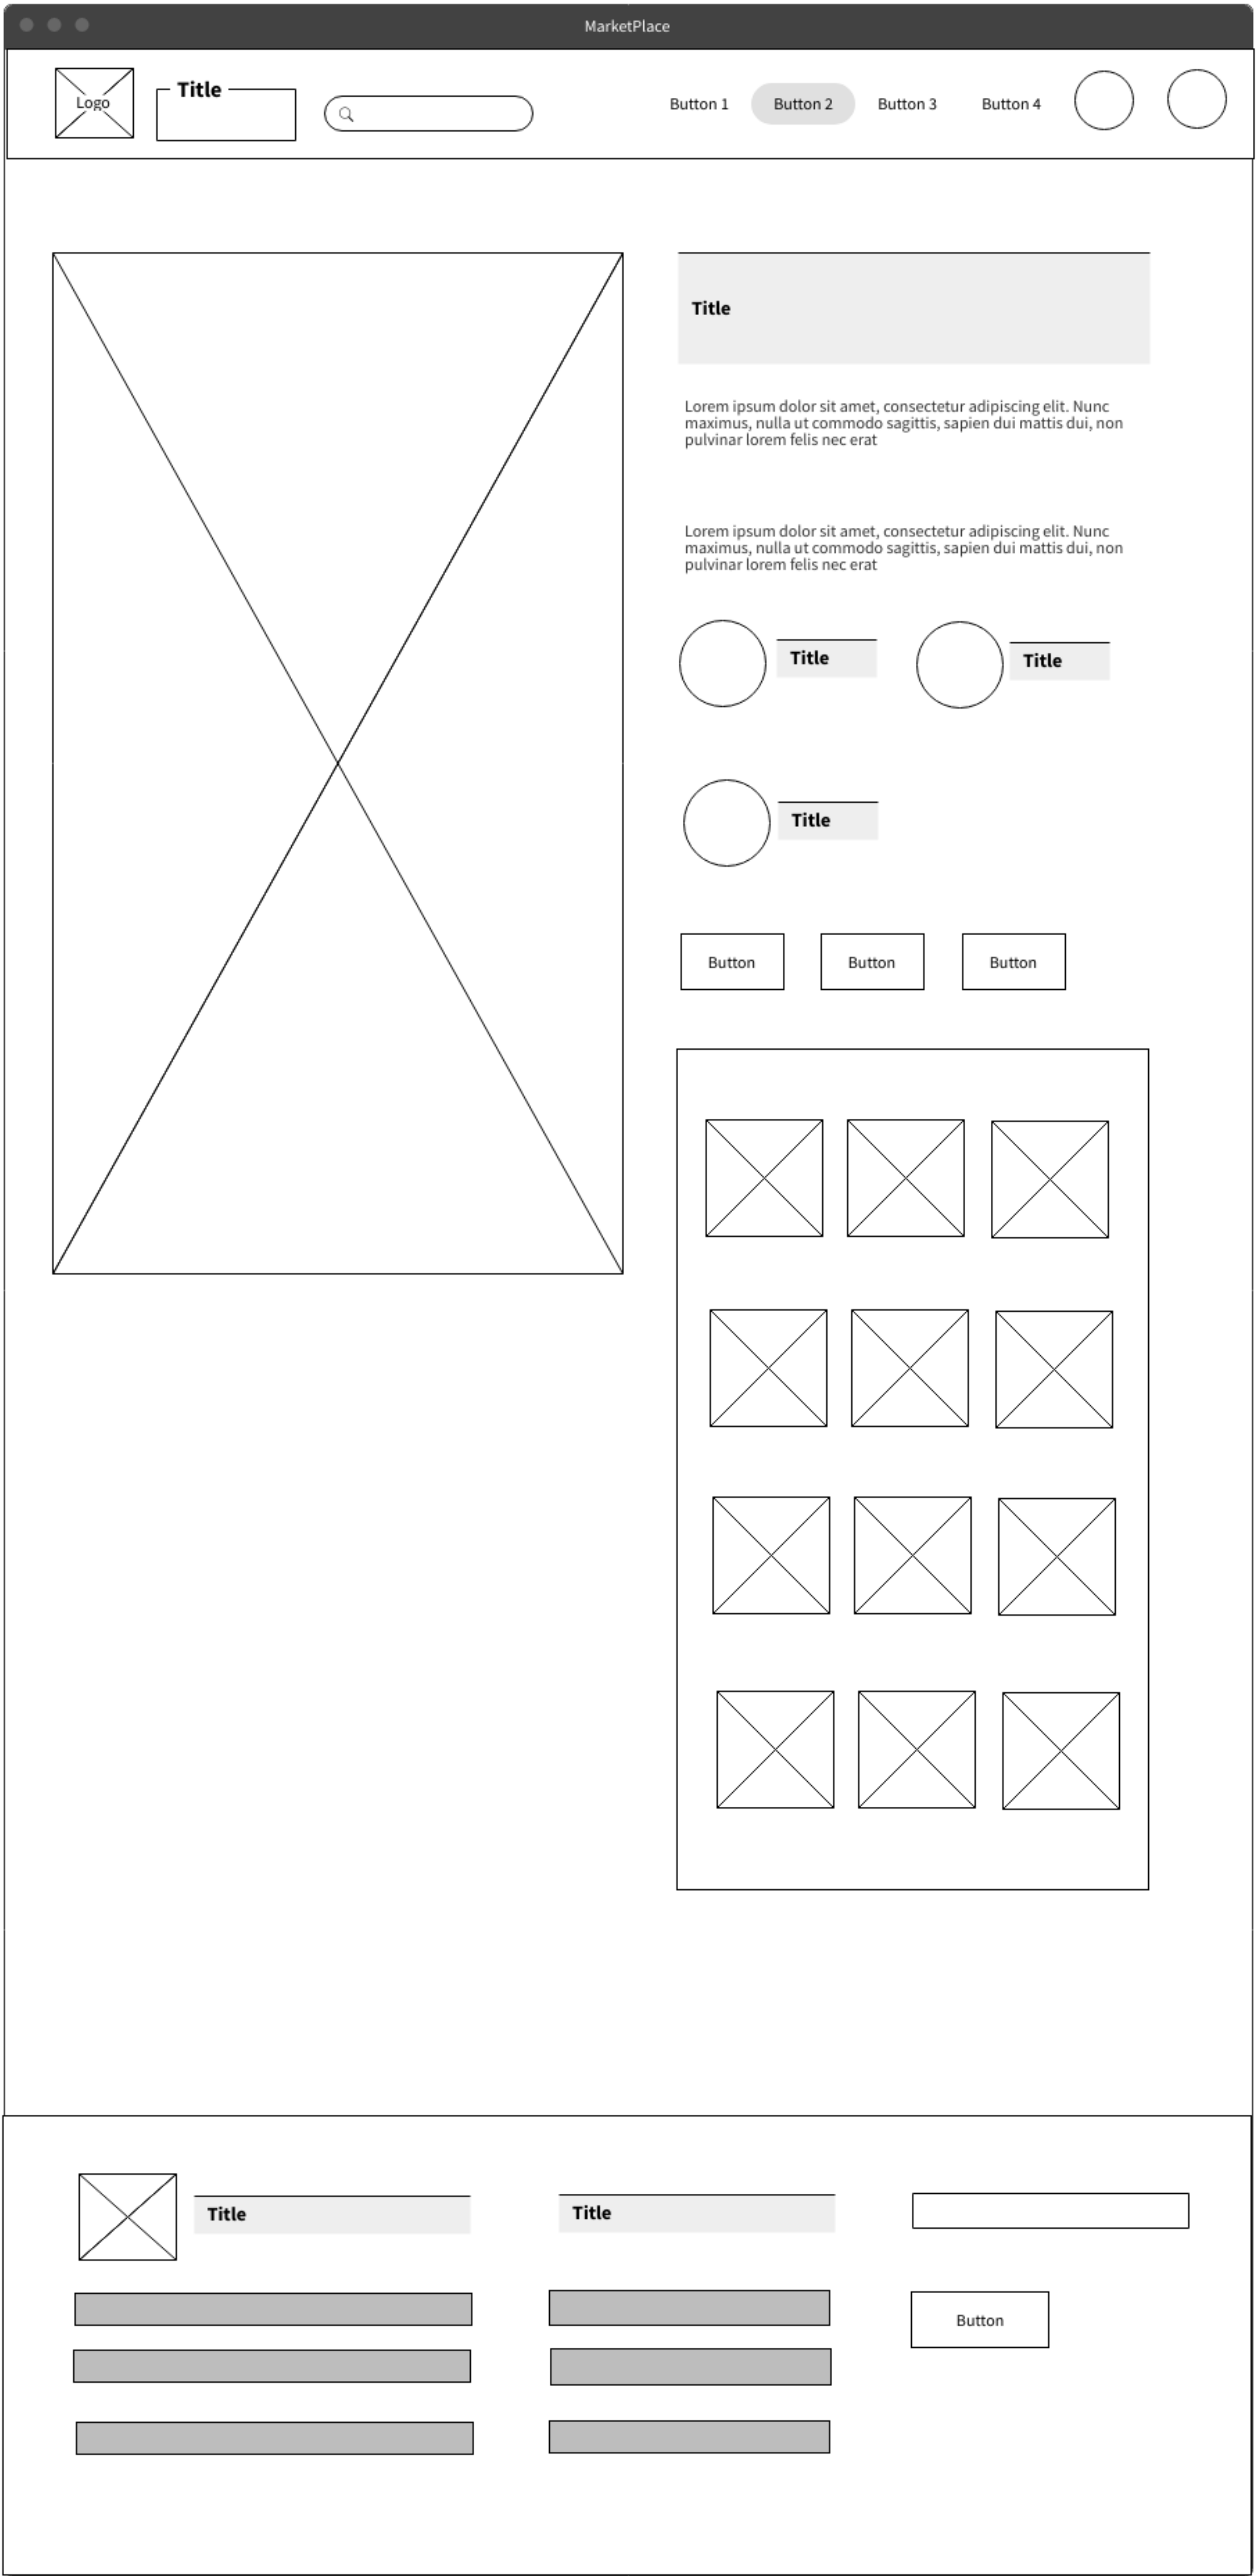 MarketPlace
Logo
Title
Button 1
Button 2
Button 3
Button 4
Title
Lorem ipsum dolor sit amet, consectetur adipiscing elit. Nunc
maximus, nulla ut commodo sagittis, sapien dui mattis dui, non
pulvinar lorem felis nec erat
Lorem ipsum dolor sit amet, consectetur adipiscing elit. Nunc
maximus, nulla ut commodo sagittis, sapien dui mattis dui, non
pulvinar lorem felis nec erat
Title
Title
Title
Button
Button
Button
Title
Title
Button